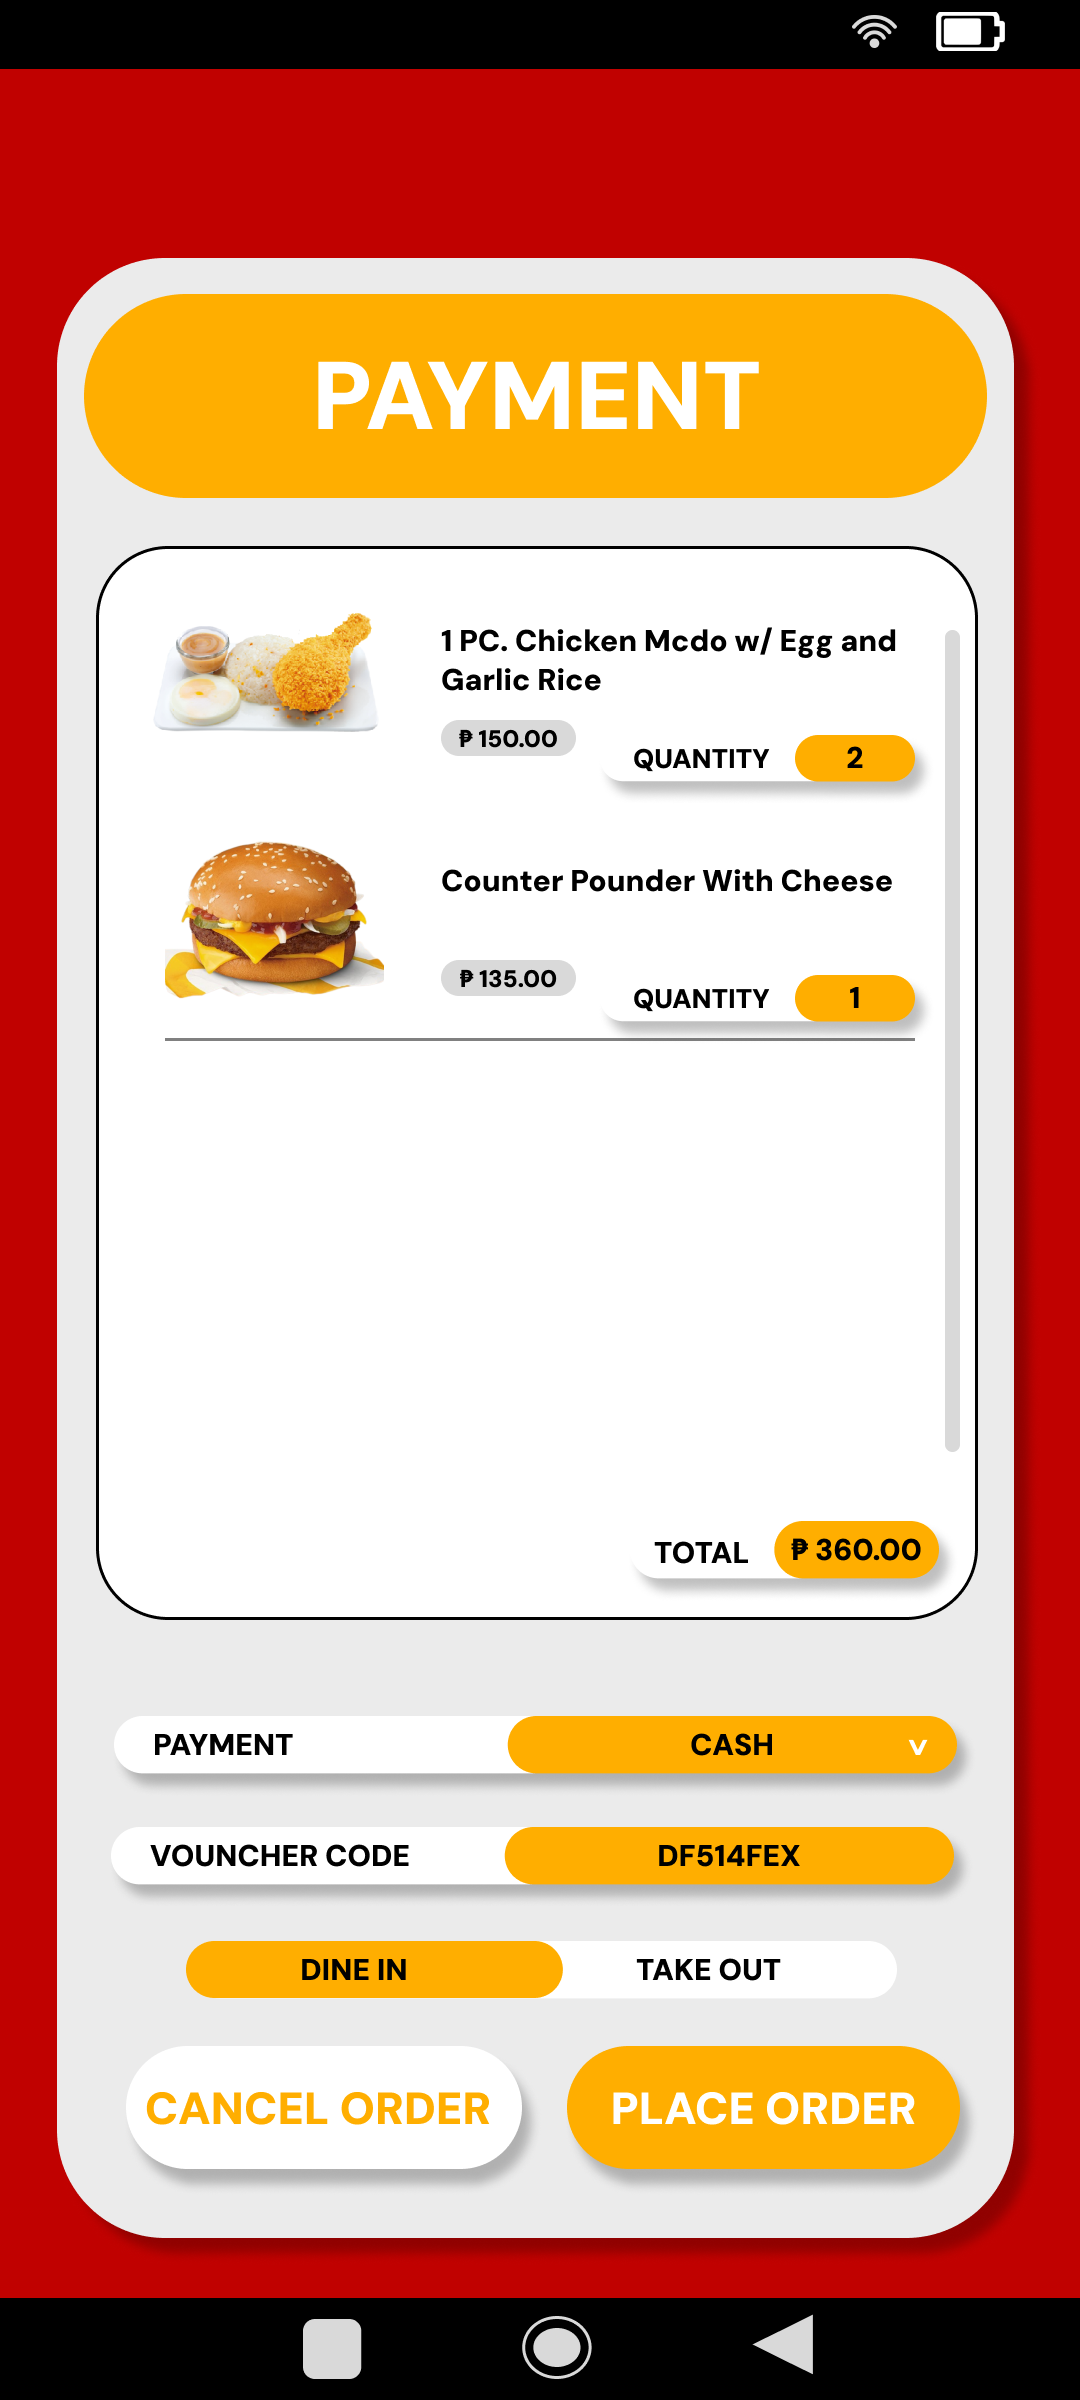 PAYMENT
1 PC. Chicken Mcdo w/ Egg and
Garlic Rice
₱ 150.00
QUANTITY 2
Counter Pounder With Cheese
₱ 135.00
QUANTITY 1
TOTAL ₱ 360.00
PAYMENT CASH v
VOUNCHER CODE DF514FEX
DINE IN TAKE OUT
CANCEL ORDER PLACE ORDER